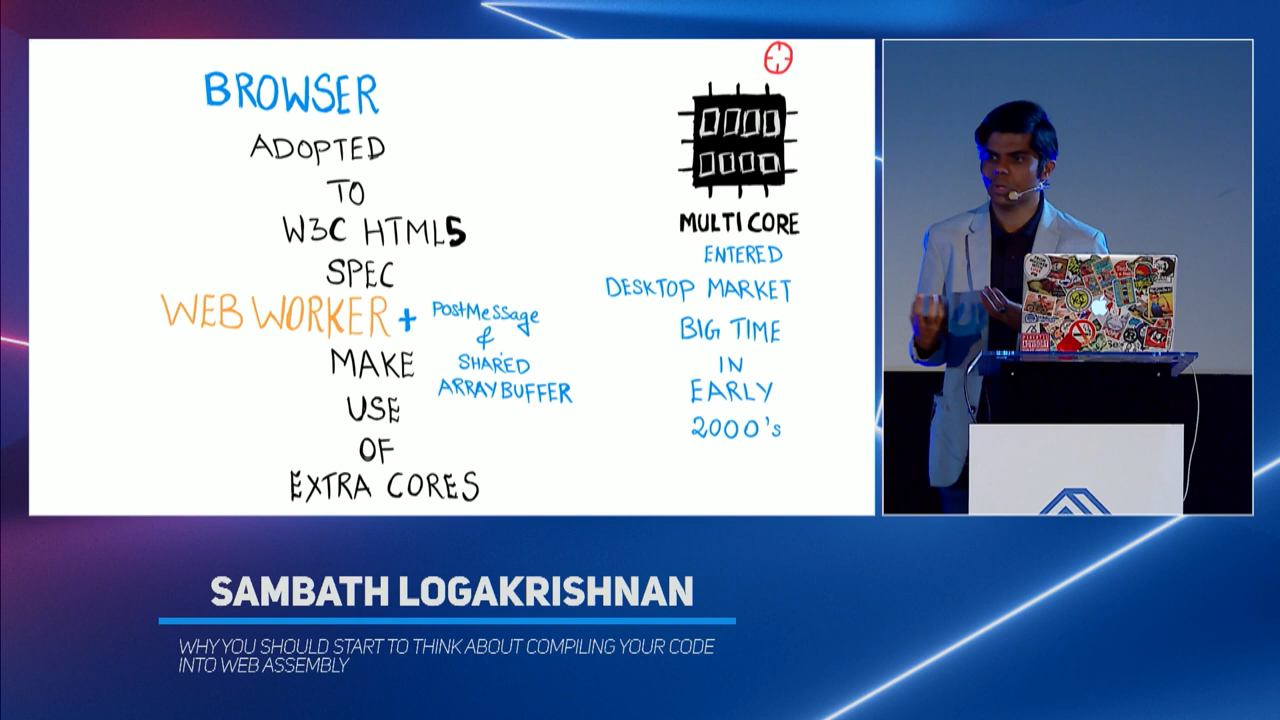 BROWSER
ADOPTED
TO
W3C HTML5
SPEC
WEB WORKER + PostMessage
&
SHARED
ARRAY BUFFER
MAKE
USE
OF
EXTRA CORES
MULTI CORE
ENTERED
DESKTOP MARKET
BIG TIME
IN
EARLY
2000's
SAMBATH LOGAKRISHNAN
WHY YOU SHOULD START TO THINK ABOUT COMPILING YOUR CODE
INTO WEB ASSEMBLY